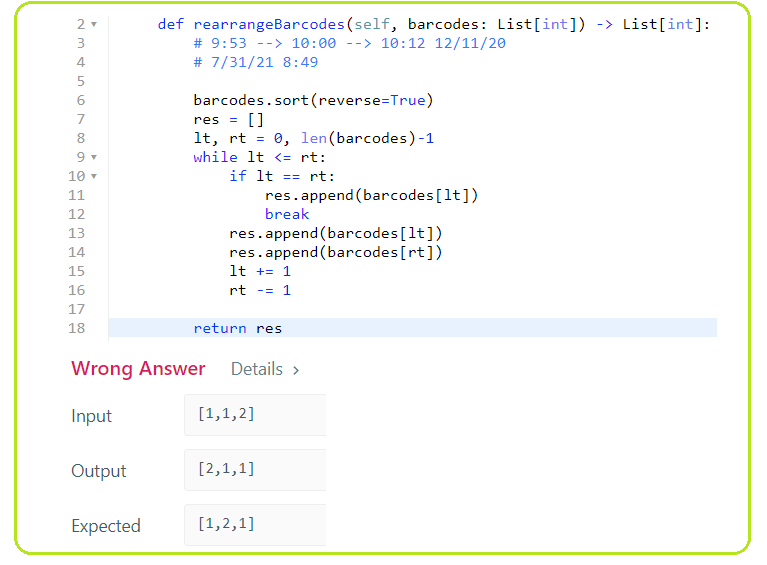 2 def rearrangeBarcodes(self, barcodes: List[int]) -> List[int]:
3 # 9:53 --> 10:00 --> 10:12 12/11/20
4 # 7/31/21 8:49
5
6 barcodes.sort(reverse=True)
7 res = []
8 lt, rt = 0, len(barcodes)-1
9 while lt <= rt:
10 if lt == rt:
11 res.append(barcodes[lt])
12 break
13 res.append(barcodes[lt])
14 res.append(barcodes[rt])
15 lt += 1
16 rt -= 1
17
18 return res
Wrong Answer Details >
Input [1,1,2]
Output [2,1,1]
Expected [1,2,1]